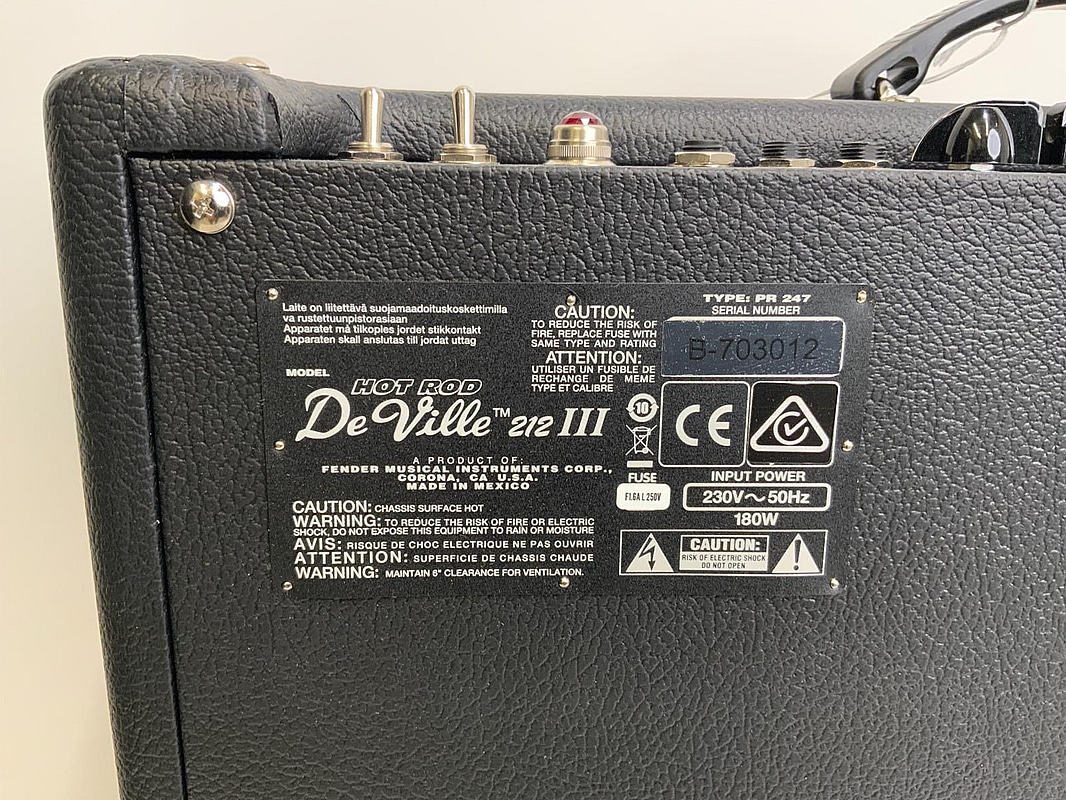 Laite on liitettävä suojamaadoituskoskettimilla
va rustettuunpistorasiaan
Apparatet må tilkoples jordet stikkontakt
Apparaten skall anslutas till jordat uttag
CAUTION:
TO REDUCE THE RISK OF
FIRE, REPLACE FUSE WITH
SAME TYPE AND RATING
ATTENTION:
UTILISER UN FUSIBLE DE
RECHANGE DE MEME
TYPE ET CALIBRE
TYPE: PR 247
SERIAL NUMBER
B-703012
MODEL
HOT ROD
DeVille™ 212 III
A PRODUCT OF:
FENDER MUSICAL INSTRUMENTS CORP.,
CORONA, CA U.S.A.
MADE IN MEXICO
10
CE
FUSE
F1.6A L 250V
INPUT POWER
230V~50Hz
180W
CAUTION: CHASSIS SURFACE HOT
WARNING: TO REDUCE THE RISK OF FIRE OR ELECTRIC
SHOCK, DO NOT EXPOSE THIS EQUIPMENT TO RAIN OR MOISTURE
AVIS: RISQUE DE CHOC ELECTRIQUE NE PAS OUVRIR
ATTENTION: SUPERFICIE DE CHASSIS CHAUDE
WARNING: MAINTAIN 6" CLEARANCE FOR VENTILATION.
CAUTION:
RISK OF ELECTRIC SHOCK
DO NOT OPEN
!